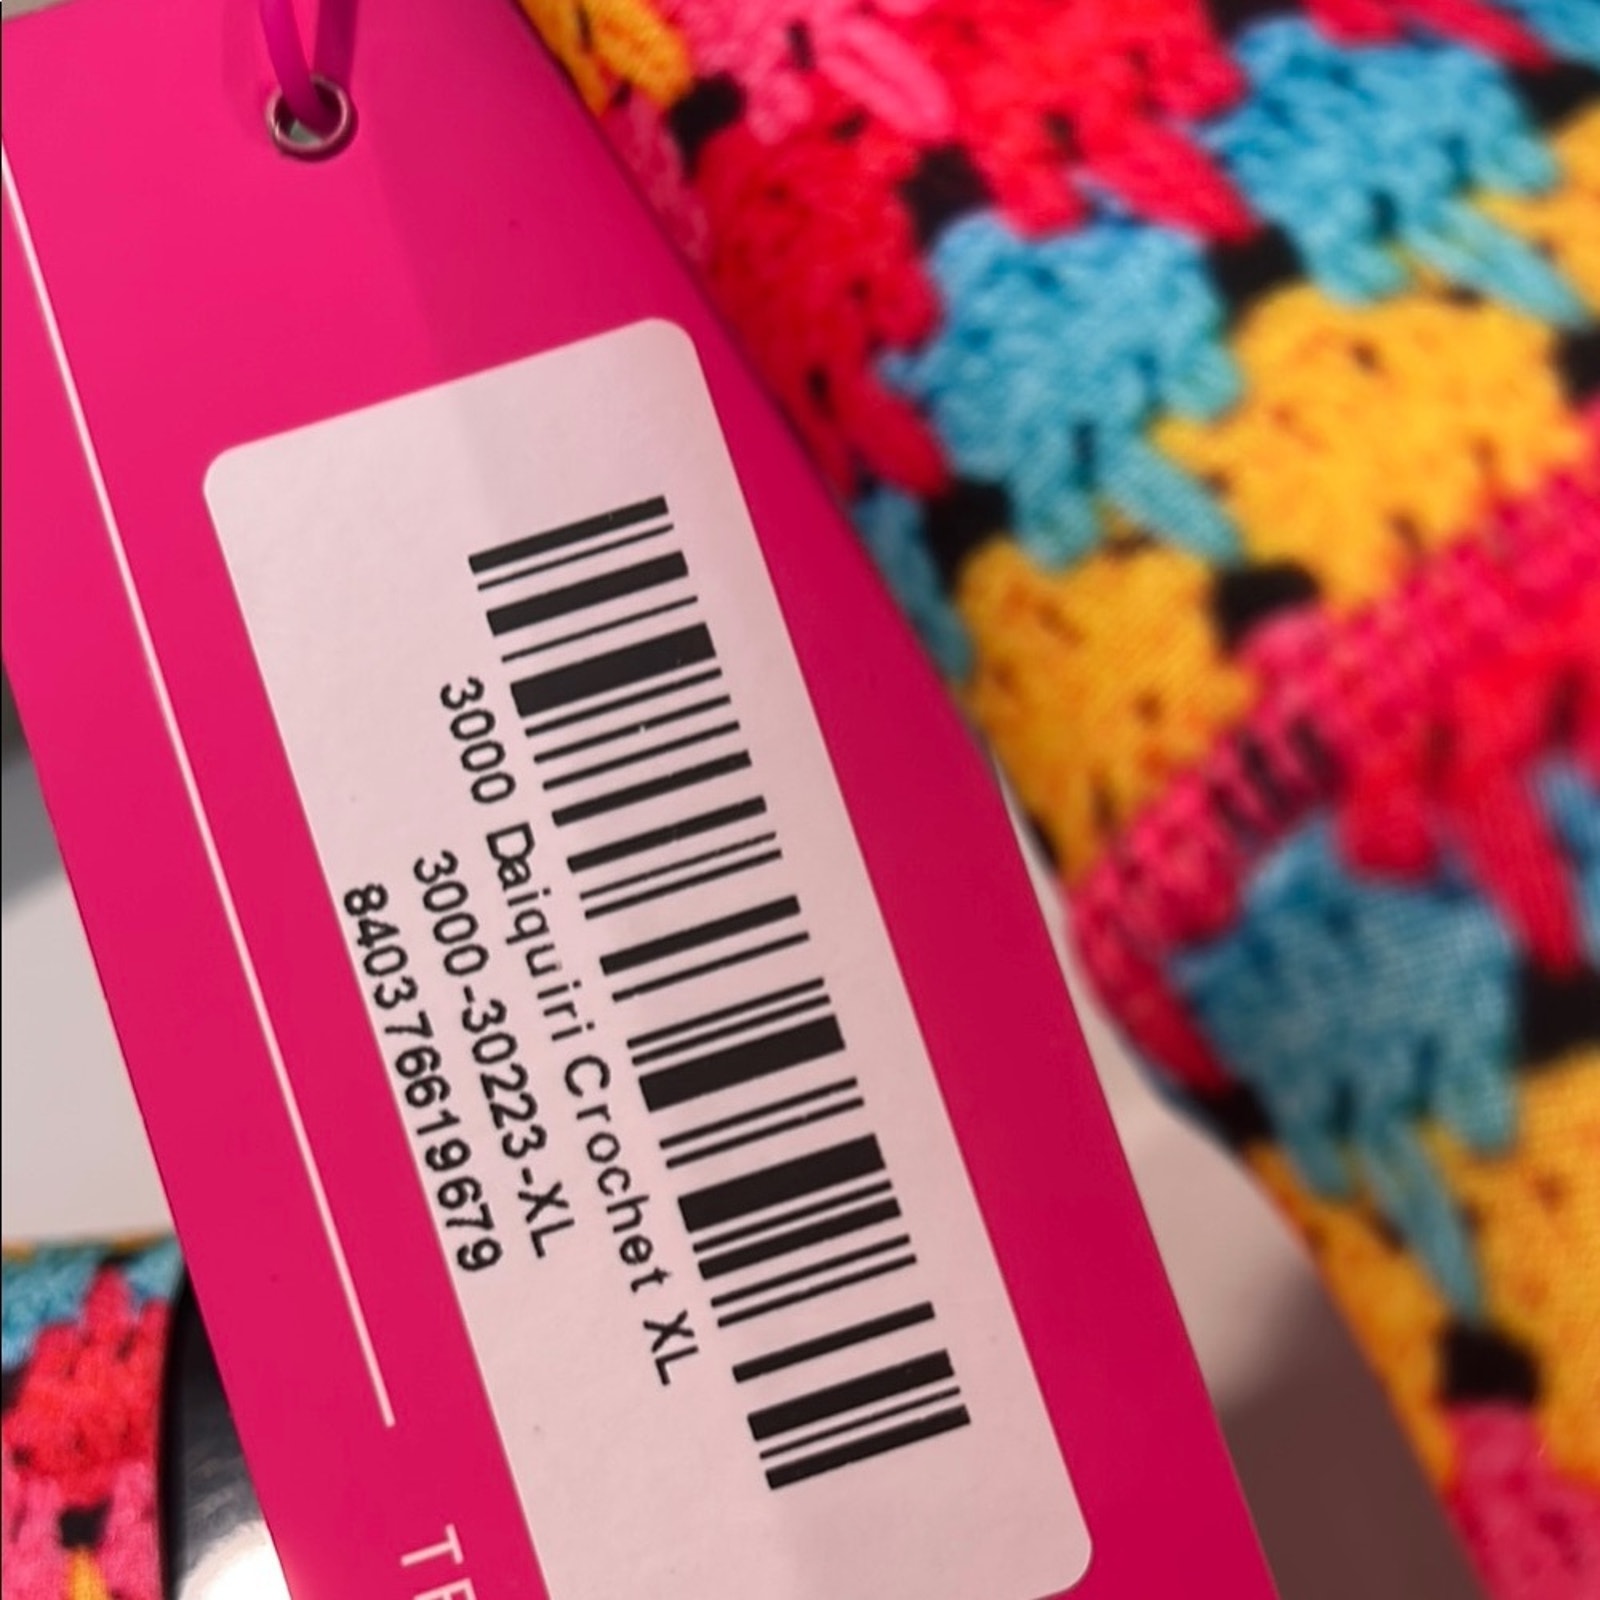 3000 Daiquiri Crochet XL
3000-30223-XL
840376619679